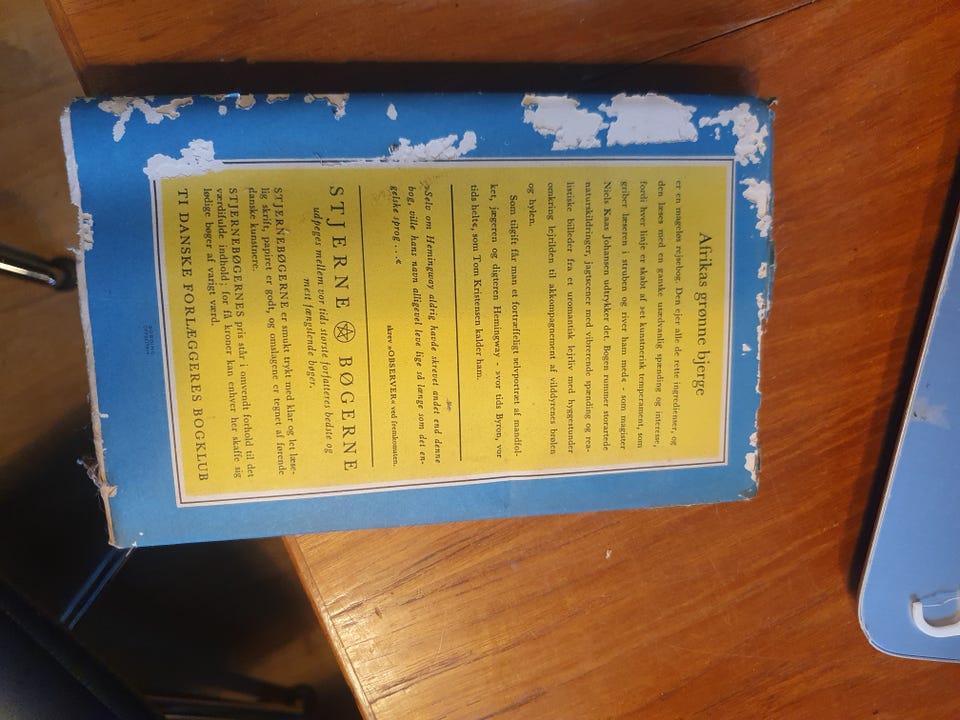 Afrikas grønne bjerge
er en mageløs rejsebog. Den ejer alle de rette ingredienser, og
den læses med en ganske usædvanlig spænding og interesse,
fordi hver linje er skabt af set kunstnerisk temperament, som
griber læseren i struben og river ham med« - som magister
Niels Kaas Johansen udtrykker det. Bogen rummer storartede
naturskildringer, jagtscener med vibrerende spænding og rea-
listiske billeder fra et uromantisk lejrliv med hyggestunder
omkring lejrilden til akkompagnement af vilddyrenes brølen
og hylen.
Som tilgift får man et fortræffeligt selvportræt af mandfol-
ket, jægeren og digteren Hemingway - »vor tids Byron, vor
tids helt«, som Tom Kristensen kalder ham.
»Selv om Hemingway aldrig havde skrevet andet end denne
bog, ville hans navn alligevel leve lige så længe som det en-
gelske sprog . . .«
skrev »OBSERVER« ved fremkomsten.
STJERNE BØGERNE
udpeges mellem vor tids største forfatteres bedste og
mest fængslende bøger.
STJERNEBØGERNE er smukt trykt med klar og let læse-
lig skrift, papiret er godt, og omslagene er tegnet af førende
danske kunstnere.
STJERNEBØGERNES pris står i omvendt forhold til det
værdifulde indhold; for få kroner kan enhver her skaffe sig
lødige bøger af varigt værd.
TI DANSKE FORLÆGGERES BOGKLUB